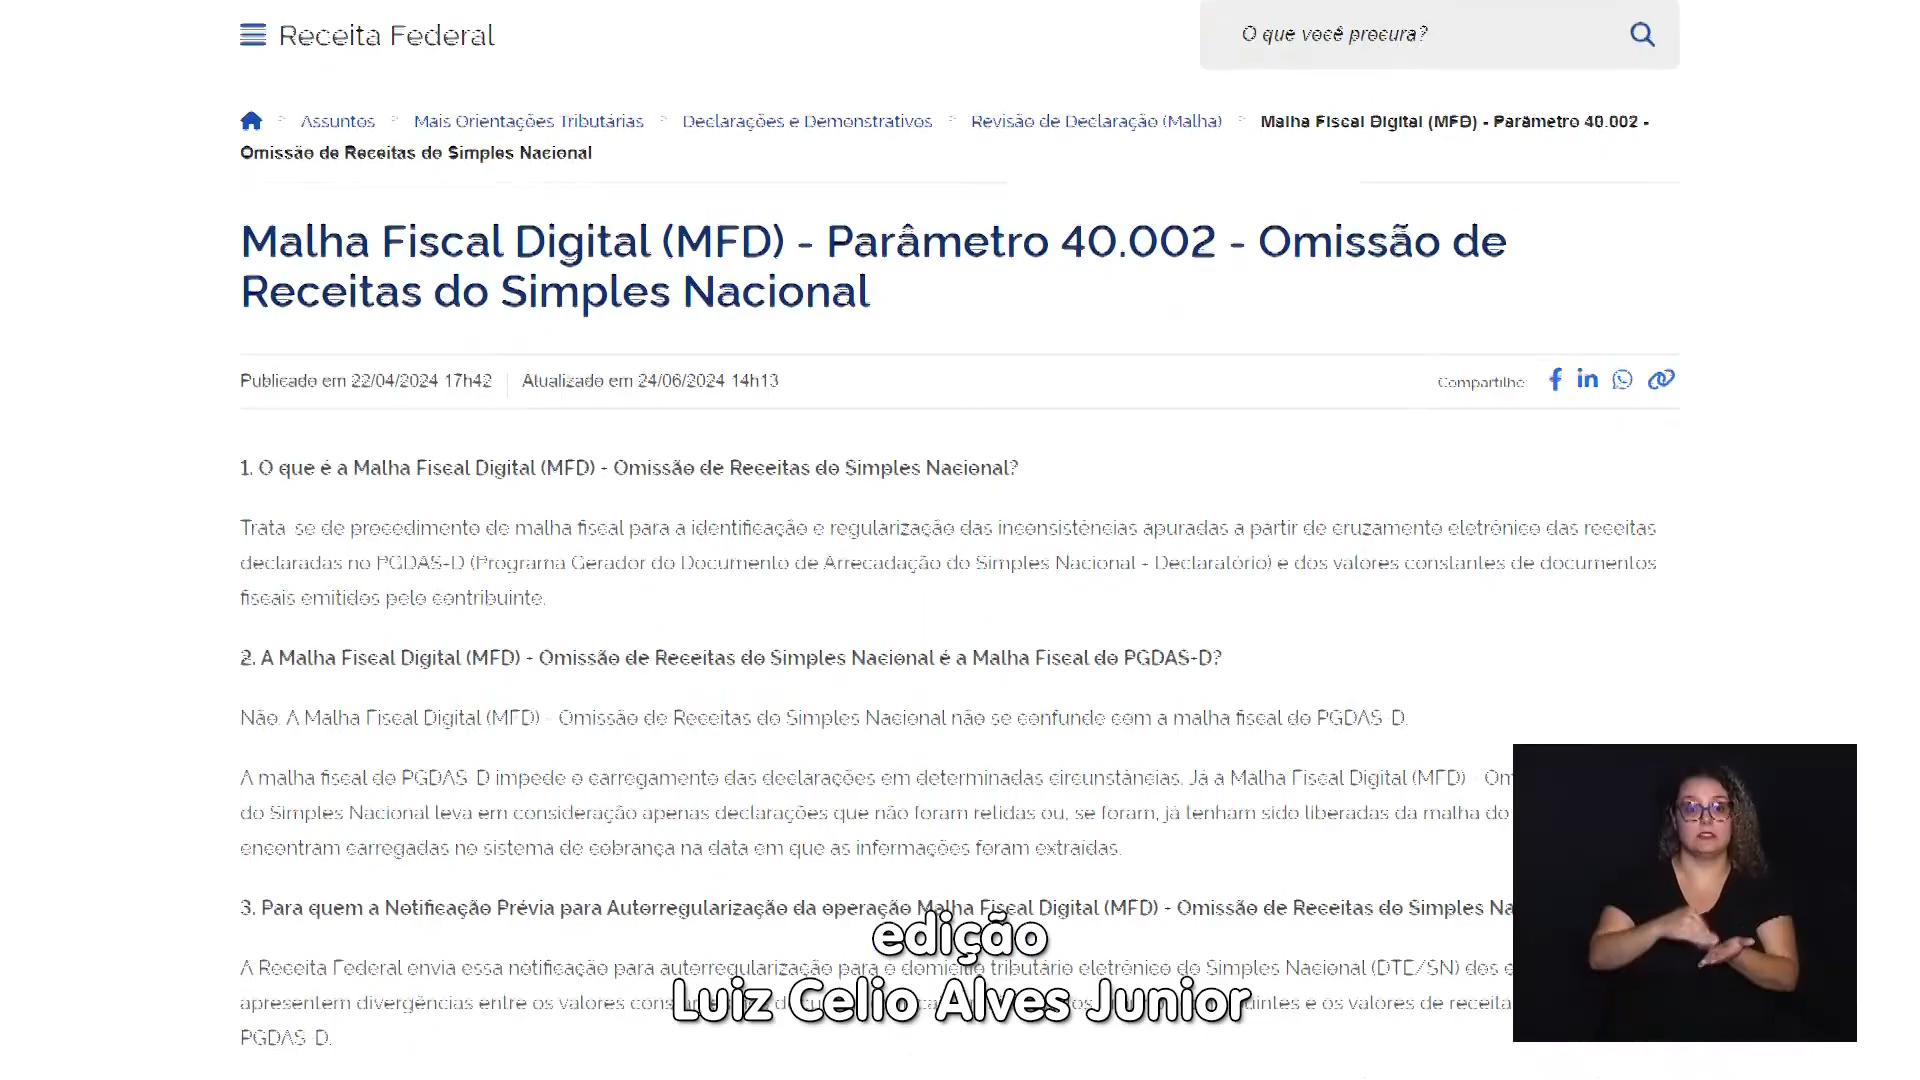 Receita Federal
O que você procura?
Assuntos > Mais Orientações Tributárias > Declarações e Demonstrativos > Revisão de Declaração (Malha) > Malha Fiscal Digital (MFD) - Parâmetro 40.002 -
Omissão de Receitas do Simples Nacional
Malha Fiscal Digital (MFD) - Parâmetro 40.002 - Omissão de
Receitas do Simples Nacional
Publicado em 22/04/2024 17h42 Atualizado em 24/06/2024 14h13
Compartilhe:
1. O que é a Malha Fiscal Digital (MFD) - Omissão de Receitas do Simples Nacional?
Trata-se de procedimento de malha fiscal para a identificação e regularização das inconsistências apuradas a partir de cruzamento eletrônico das receitas
declaradas no PGDAS-D (Programa Gerador do Documento de Arrecadação do Simples Nacional - Declaratório) e dos valores constantes de documentos
fiscais emitidos pelo contribuinte.
2. A Malha Fiscal Digital (MFD) - Omissão de Receitas do Simples Nacional é a Malha Fiscal do PGDAS-D?
Não. A Malha Fiscal Digital (MFD) - Omissão de Receitas do Simples Nacional não se confunde com a malha fiscal do PGDAS-D.
A malha fiscal do PGDAS-D impede o carregamento das declarações em determinadas circunstâncias. Já a Malha Fiscal Digital (MFD) - Om
do Simples Nacional leva em consideração apenas declarações que não foram retidas ou, se foram, já tenham sido liberadas da malha do
encontram carregadas no sistema de cobrança na data em que as informações foram extraídas.
3. Para quem a Notificação Prévia para Autorregularização da operação Malha Fiscal Digital (MFD) - Omissão de Receitas do Simples Na
A Receita Federal envia essa notificação para autorregularização para o domicílio tributário eletrônico do Simples Nacional (DTE/SN) dos
apresentem divergências entre os valores e os valores de receita
PGDAS-D.
edição
Luiz Celio Alves Junior